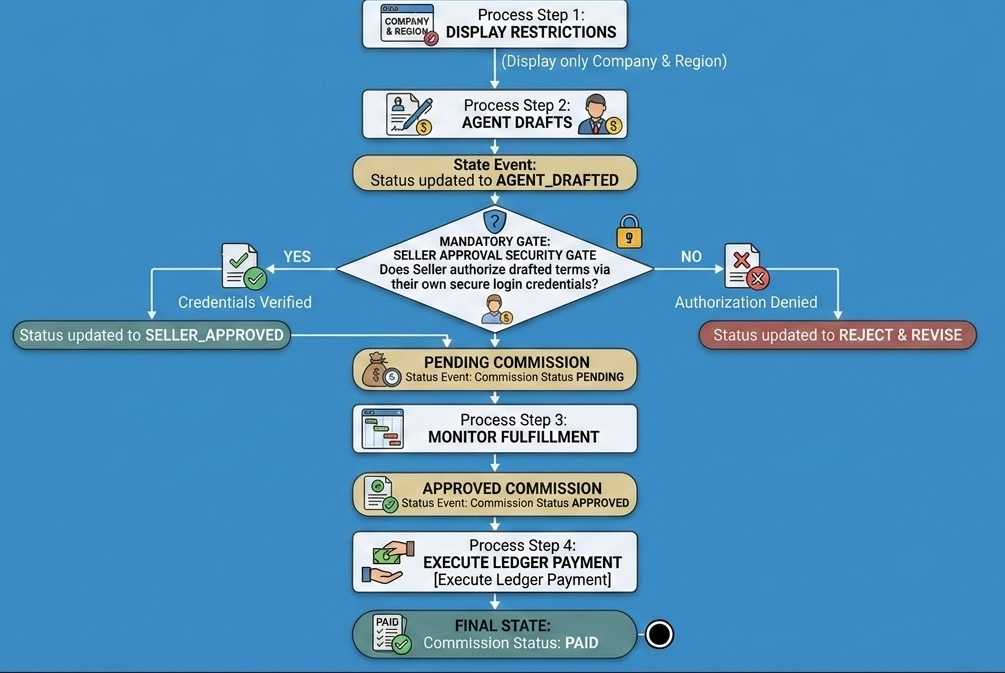 COMPANY
& REGION
Process Step 1:
DISPLAY RESTRICTIONS
(Display only Company & Region)
Process Step 2:
AGENT DRAFTS
State Event:
Status updated to AGENT_DRAFTED
MANDATORY GATE:
SELLER APPROVAL SECURITY GATE
Does Seller authorize drafted terms via
their own secure login credentials?
YES
Credentials Verified
Status updated to SELLER_APPROVED
NO
Authorization Denied
Status updated to REJECT & REVISE
PENDING COMMISSION
Status Event: Commission Status PENDING
Process Step 3:
MONITOR FULFILLMENT
APPROVED COMMISSION
Status Event: Commission Status APPROVED
Process Step 4:
EXECUTE LEDGER PAYMENT
[Execute Ledger Payment]
PAID
FINAL STATE:
Commission Status: PAID